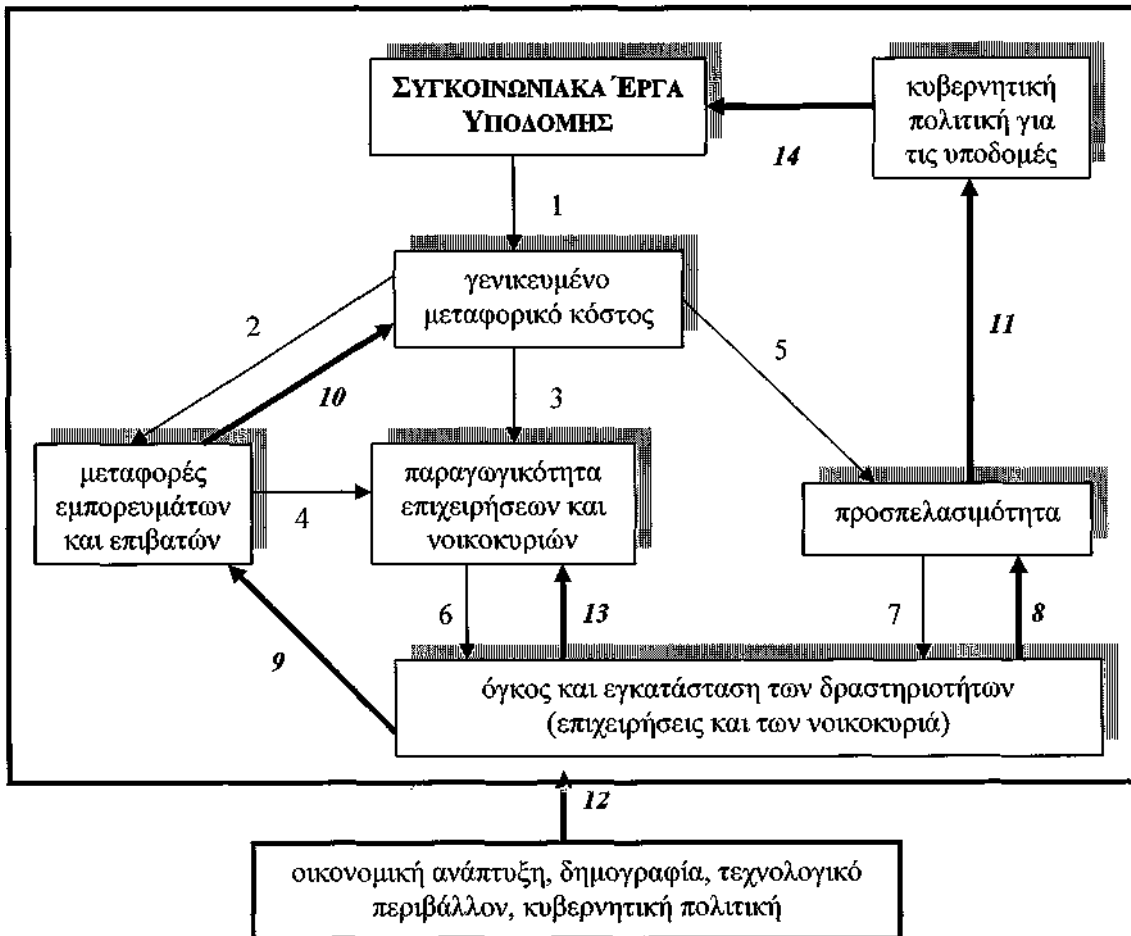 ΣΥΓΚΟΙΝΩΝΙΑΚΑ ΈΡΓΑ
ΥΠΟΔΟΜΗΣ
κυβερνητική
πολιτική για
τις υποδομές
14
1
γενικευμένο
μεταφορικό κόστος
2
10
3
5
11
μεταφορές
εμπορευμάτων
και επιβατών
4
παραγωγικότητα
επιχειρήσεων και
νοικοκυριών
προσπελασιμότητα
6
13
7
8
9
όγκος και εγκατάσταση των δραστηριοτήτων
(επιχειρήσεις και των νοικοκυριά)
12
οικονομική ανάπτυξη, δημογραφία, τεχνολογικό
περιβάλλον, κυβερνητική πολιτική